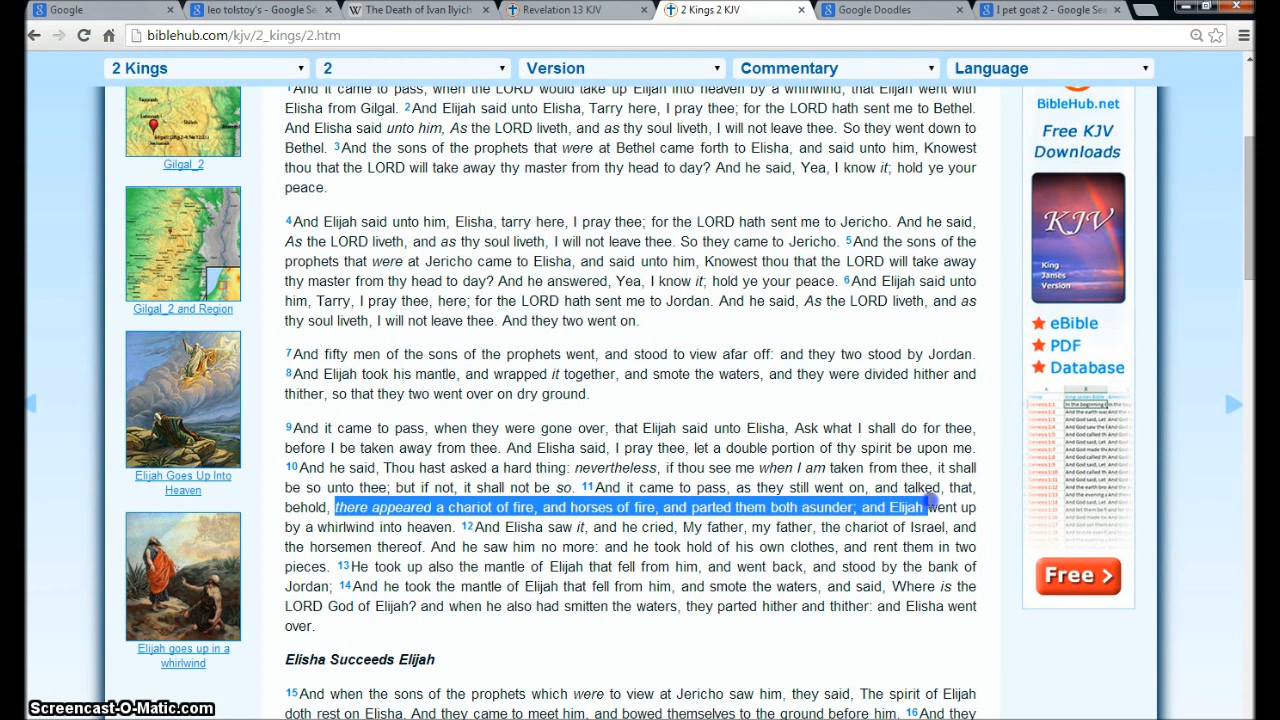 Google
leo tolstoy's - Google Se
The Death of Ivan Ilyich
Revelation 13 KJV
2 Kings 2 KJV
Google Doodles
I pet goat 2 - Google Sea
biblehub.com/kjv/2_kings/2.htm
2 Kings
2
Version
Commentary
Language
1And it came to pass, when the LORD would take up Elijah into heaven by a whirlwind, that Elijah went with
Elisha from Gilgal. 2And Elijah said unto Elisha, Tarry here, I pray thee; for the LORD hath sent me to Bethel.
And Elisha said unto him, As the LORD liveth, and as thy soul liveth, I will not leave thee. So they went down to
Bethel. 3And the sons of the prophets that were at Bethel came forth to Elisha, and said unto him, Knowest
thou that the LORD will take away thy master from thy head to day? And he said, Yea, I know it; hold ye your
peace.
4And Elijah said unto him, Elisha, tarry here, I pray thee; for the LORD hath sent me to Jericho. And he said,
As the LORD liveth, and as thy soul liveth, I will not leave thee. So they came to Jericho. 5And the sons of the
prophets that were at Jericho came to Elisha, and said unto him, Knowest thou that the LORD will take away
thy master from thy head to day? And he answered, Yea, I know it; hold ye your peace. 6And Elijah said unto
him, Tarry, I pray thee, here; for the LORD hath sent me to Jordan. And he said, As the LORD liveth, and as
thy soul liveth, I will not leave thee. And they two went on.
7And fifty men of the sons of the prophets went, and stood to view afar off: and they two stood by Jordan.
8And Elijah took his mantle, and wrapped it together, and smote the waters, and they were divided hither and
thither, so that they two went over on dry ground.
9And it came to pass, when they were gone over, that Elijah said unto Elisha, Ask what I shall do for thee,
before I be taken away from thee. And Elisha said, I pray thee, let a double portion of thy spirit be upon me.
10And he said, Thou hast asked a hard thing: nevertheless, if thou see me when I am taken from thee, it shall
be so unto thee; but if not, it shall not be so. 11And it came to pass, as they still went on, and talked, that,
behold, there appeared a chariot of fire, and horses of fire, and parted them both asunder; and Elijah went up
by a whirlwind into heaven. 12And Elisha saw it, and he cried, My father, my father, the chariot of Israel, and
the horsemen thereof. And he saw him no more: and he took hold of his own clothes, and rent them in two
pieces. 13He took up also the mantle of Elijah that fell from him, and went back, and stood by the bank of
Jordan; 14And he took the mantle of Elijah that fell from him, and smote the waters, and said, Where is the
LORD God of Elijah? and when he also had smitten the waters, they parted hither and thither: and Elisha went
over.
Elisha Succeeds Elijah
15And when the sons of the prophets which were to view at Jericho saw him, they said, The spirit of Elijah
doth rest on Elisha. And they came to meet him, and bowed themselves to the ground before him. 16And they
Gilgal_2
Gilgal_2 and Region
Elijah Goes Up Into
Heaven
Elijah goes up in a
whirlwind
BibleHub.net
Free KJV
Downloads
KJV
King
James
Version
eBible
PDF
Database
Free >
Screencast-O-Matic.com